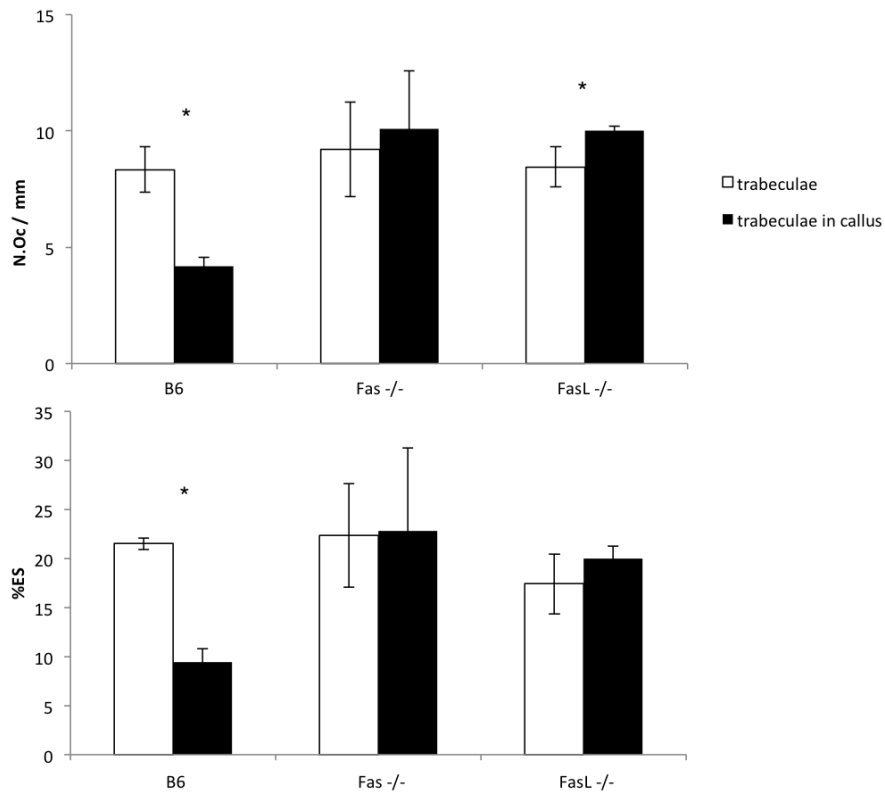 15
*
*
10
N.Oc / mm
5
0
B6
Fas -/-
FasL -/-
trabeculae
trabeculae in callus
35
30
*
25
20
%ES
15
10
5
0
B6
Fas -/-
FasL -/-